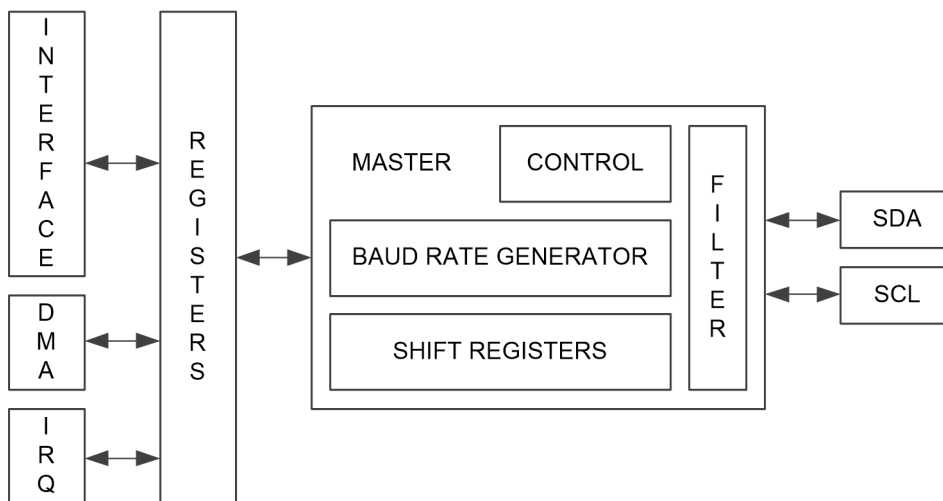 INTERFACE
DMA
IRQ
REGISTERS
MASTER
CONTROL
BAUD RATE GENERATOR
SHIFT REGISTERS
FILTER
SDA
SCL